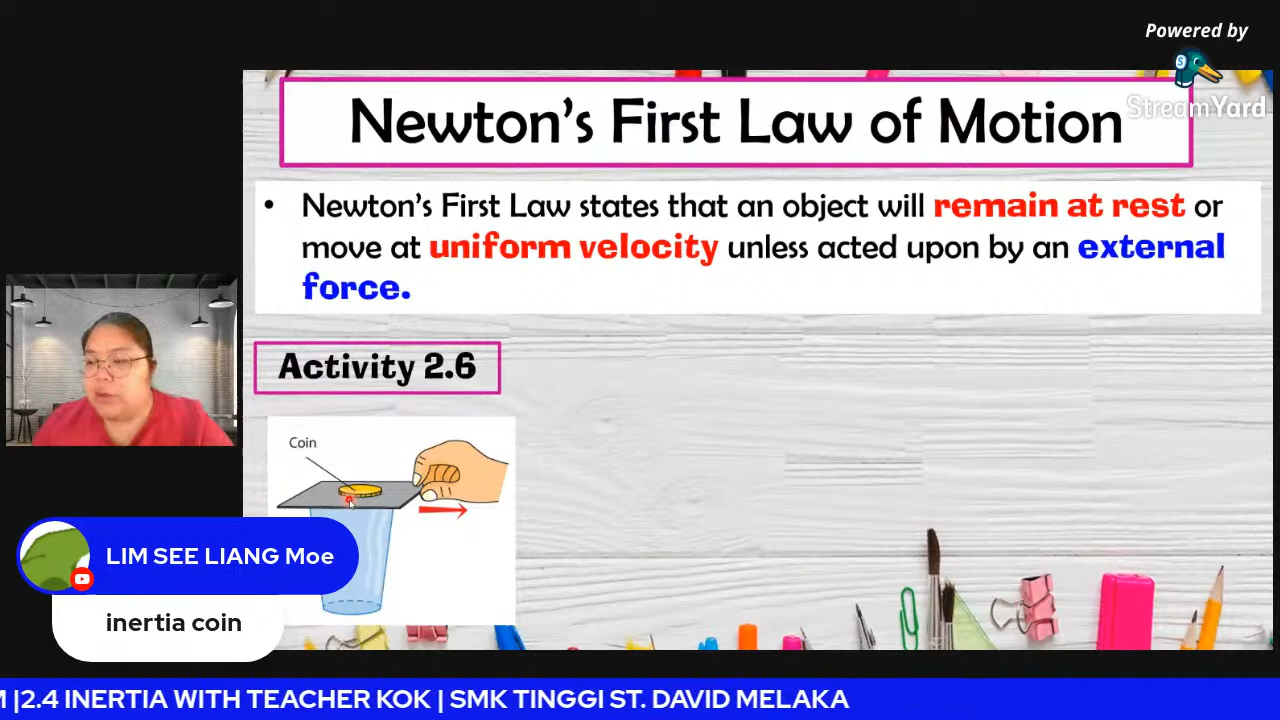 Powered by
StreamYard
Newton's First Law of Motion
• Newton's First Law states that an object will remain at rest or
move at uniform velocity unless acted upon by an external
force.
Activity 2.6
Coin
LIM SEE LIANG Moe
inertia coin
M |2.4 INERTIA WITH TEACHER KOK | SMK TINGGI ST. DAVID MELAKA